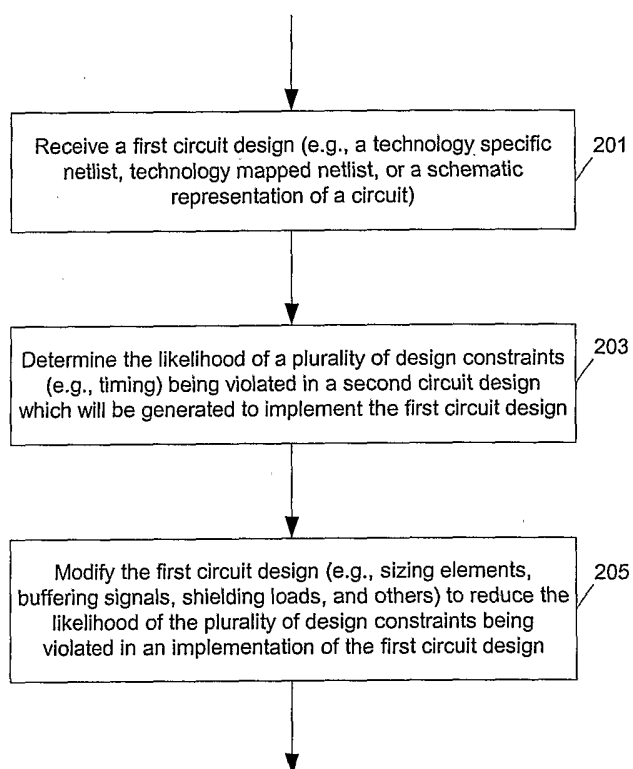 Receive a first circuit design (e.g., a technology specific
netlist, technology mapped netlist, or a schematic
representation of a circuit)
201
Determine the likelihood of a plurality of design constraints
(e.g., timing) being violated in a second circuit design
which will be generated to implement the first circuit design
203
Modify the first circuit design (e.g., sizing elements,
buffering signals, shielding loads, and others) to reduce the
likelihood of the plurality of design constraints being
violated in an implementation of the first circuit design
205